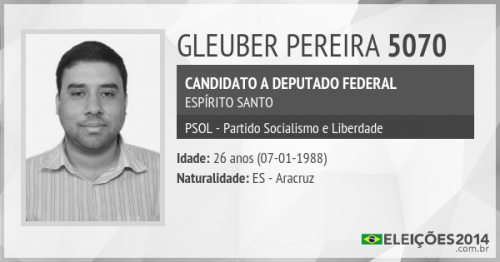 GLEUBER PEREIRA 5070
CANDIDATO A DEPUTADO FEDERAL
ESPÍRITO SANTO
PSOL - Partido Socialismo e Liberdade
Idade: 26 anos (07-01-1988)
Naturalidade: ES - Aracruz
ELEIÇÕES2014
.com.br